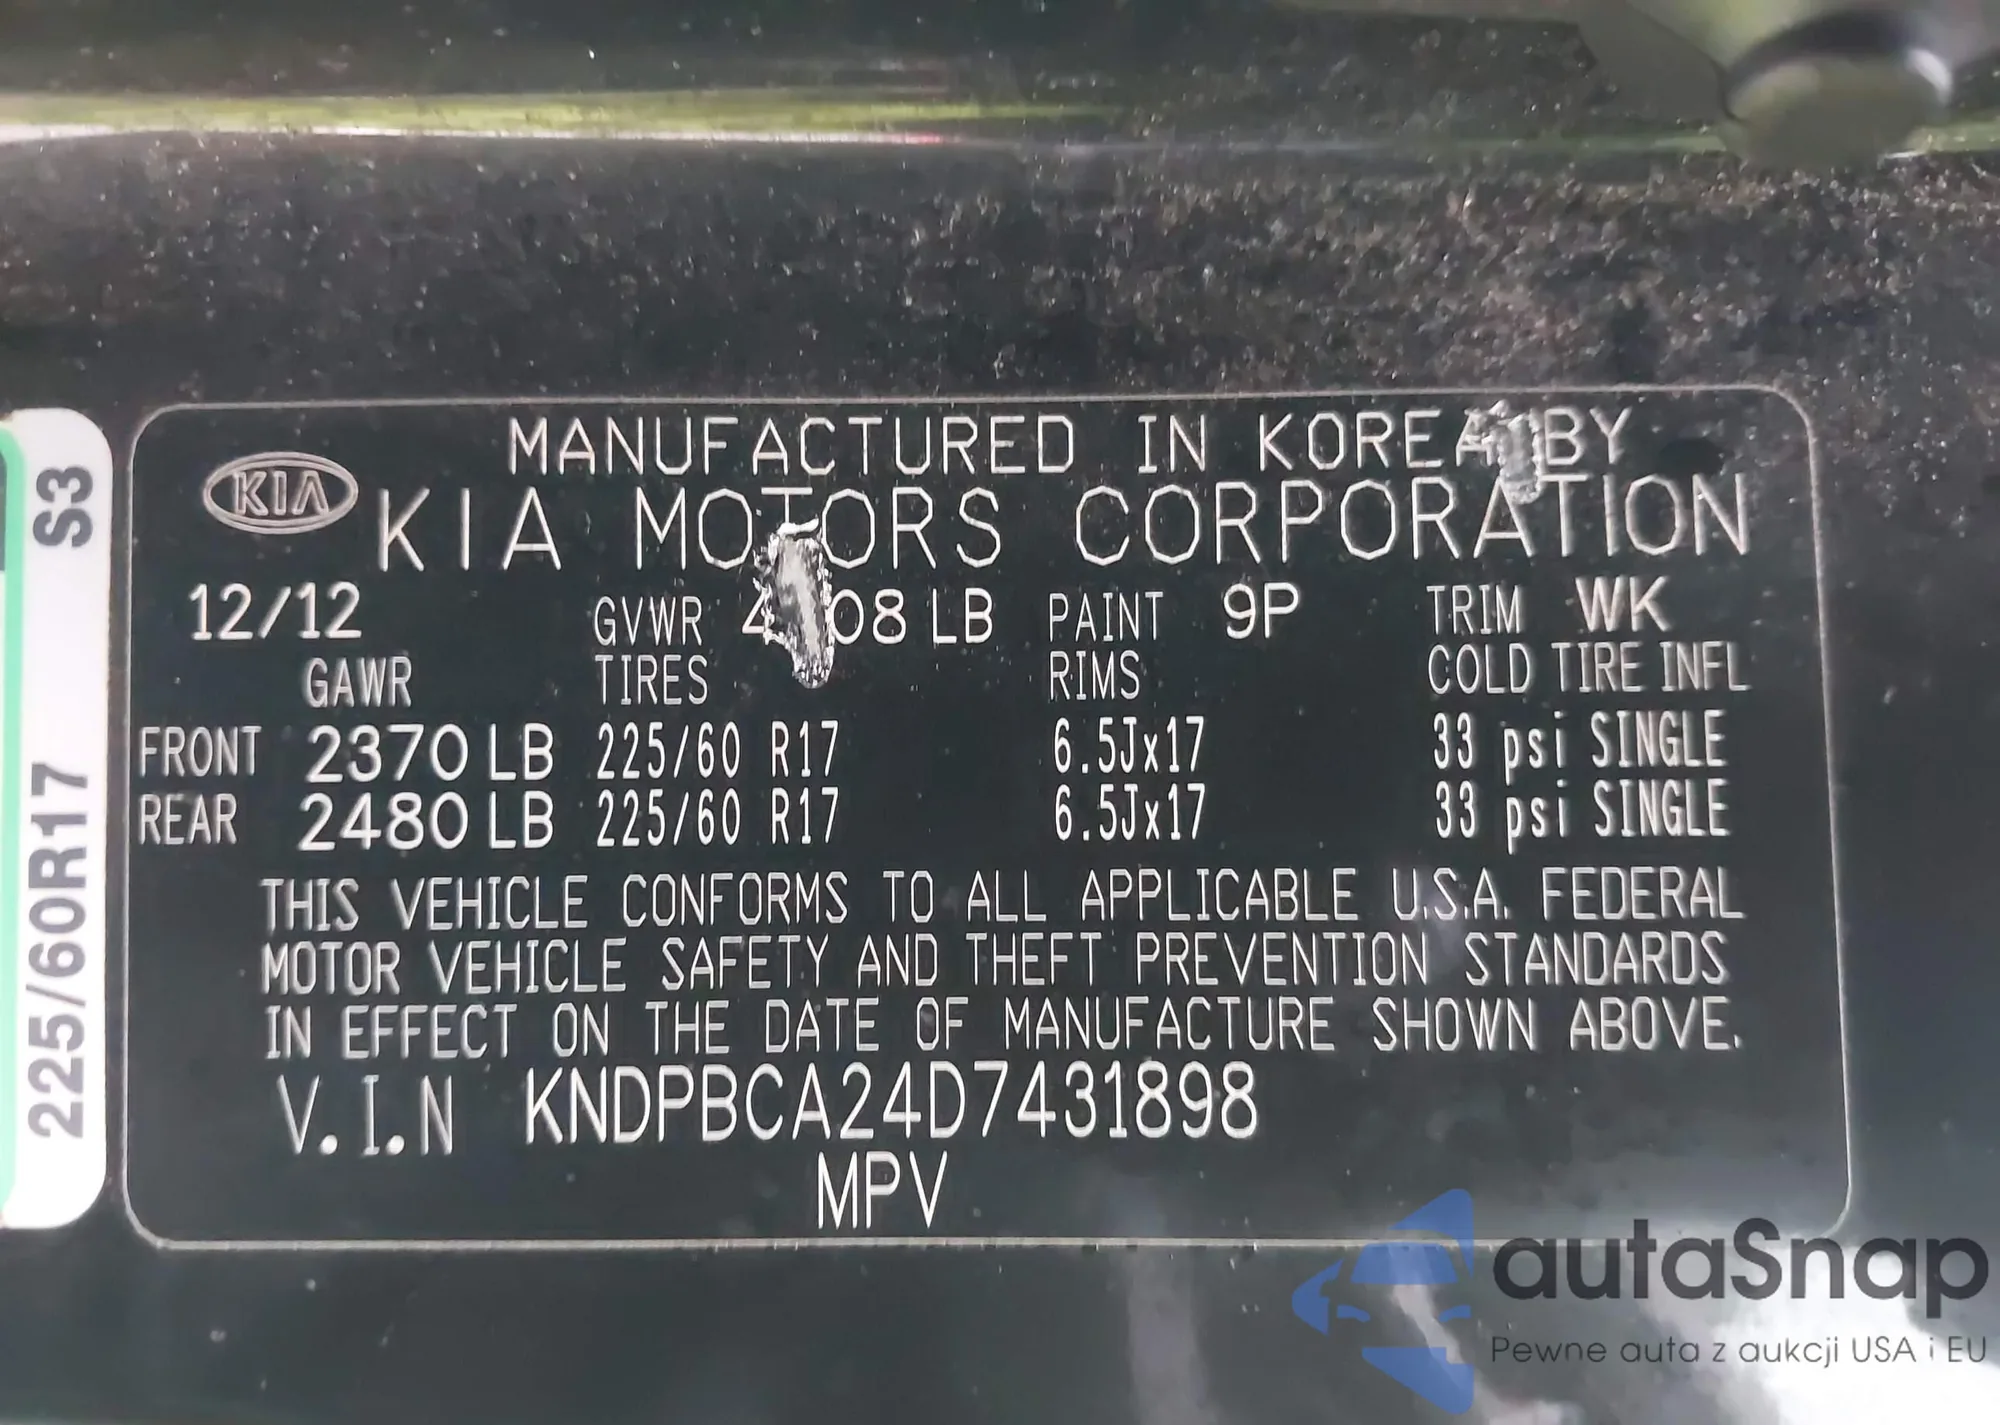 MANUFACTURED IN KOREA BY
KIA
KIA MOTORS CORPORATION
12/12 GVWR LB PAINT 9P TRIM WK
GAWR TIRES RIMS COLD TIRE INFL
FRONT 2370 LB 225/60 R17 6.5Jx17 33 psi SINGLE
REAR 2480 LB 225/60 R17 6.5Jx17 33 psi SINGLE
THIS VEHICLE CONFORMS TO ALL APPLICABLE U.S.A. FEDERAL
MOTOR VEHICLE SAFETY AND THEFT PREVENTION STANDARDS
IN EFFECT ON THE DATE OF MANUFACTURE SHOWN ABOVE.
V.I.N KNDPBCA24D7431898
MPV
225/60R17 S3
autaSnap
Pewne auta z aukcji USA i EU